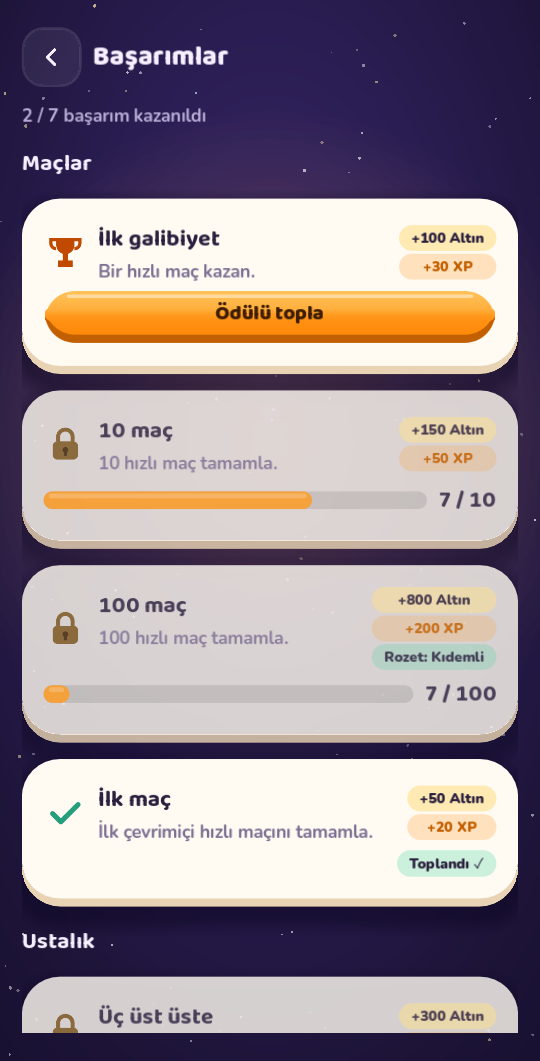 Başarımlar
2 / 7 başarım kazanıldı
Maçlar
İlk galibiyet
Bir hızlı maç kazan.
+100 Altın
+30 XP
Ödülü topla
10 maç
10 hızlı maç tamamla.
+150 Altın
+50 XP
7 / 10
100 maç
100 hızlı maç tamamla.
+800 Altın
+200 XP
Rozet: Kıdemli
7 / 100
İlk maç
İlk çevrimiçi hızlı maçını tamamla.
+50 Altın
+20 XP
Toplandı ✓
Ustalık
Üç üst üste
+300 Altın